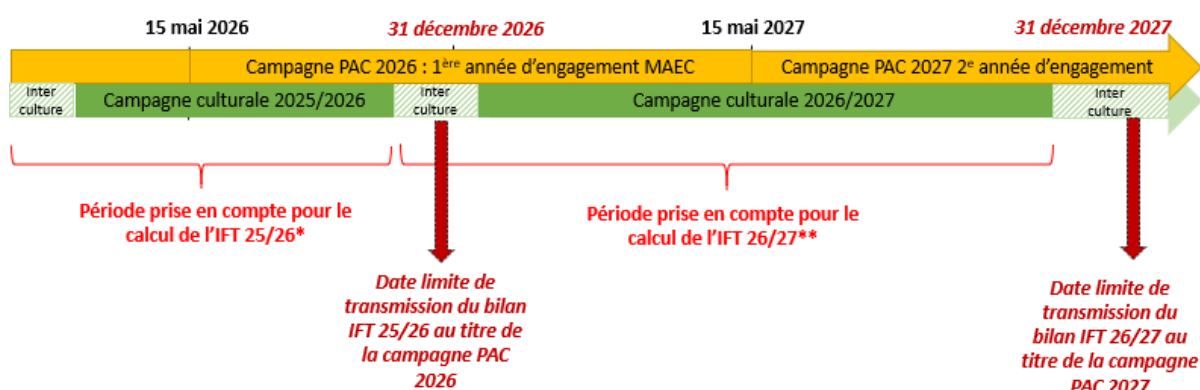 15 mai 2026
31 décembre 2026
15 mai 2027
31 décembre 2027
Campagne PAC 2026 : 1ère année d'engagement MAEC
Campagne PAC 2027 2e année d'engagement
Inter
culture
Campagne culturale 2025/2026
Inter
culture
Campagne culturale 2026/2027
Inter
culture
Période prise en compte pour le
calcul de l'IFT 25/26*
Période prise en compte pour le
calcul de l'IFT 26/27**
Date limite de
transmission du bilan
IFT 25/26 au titre de
la campagne PAC
2026
Date limite de
transmission du
bilan IFT 26/27 au
titre de la campagne
PAC 2027